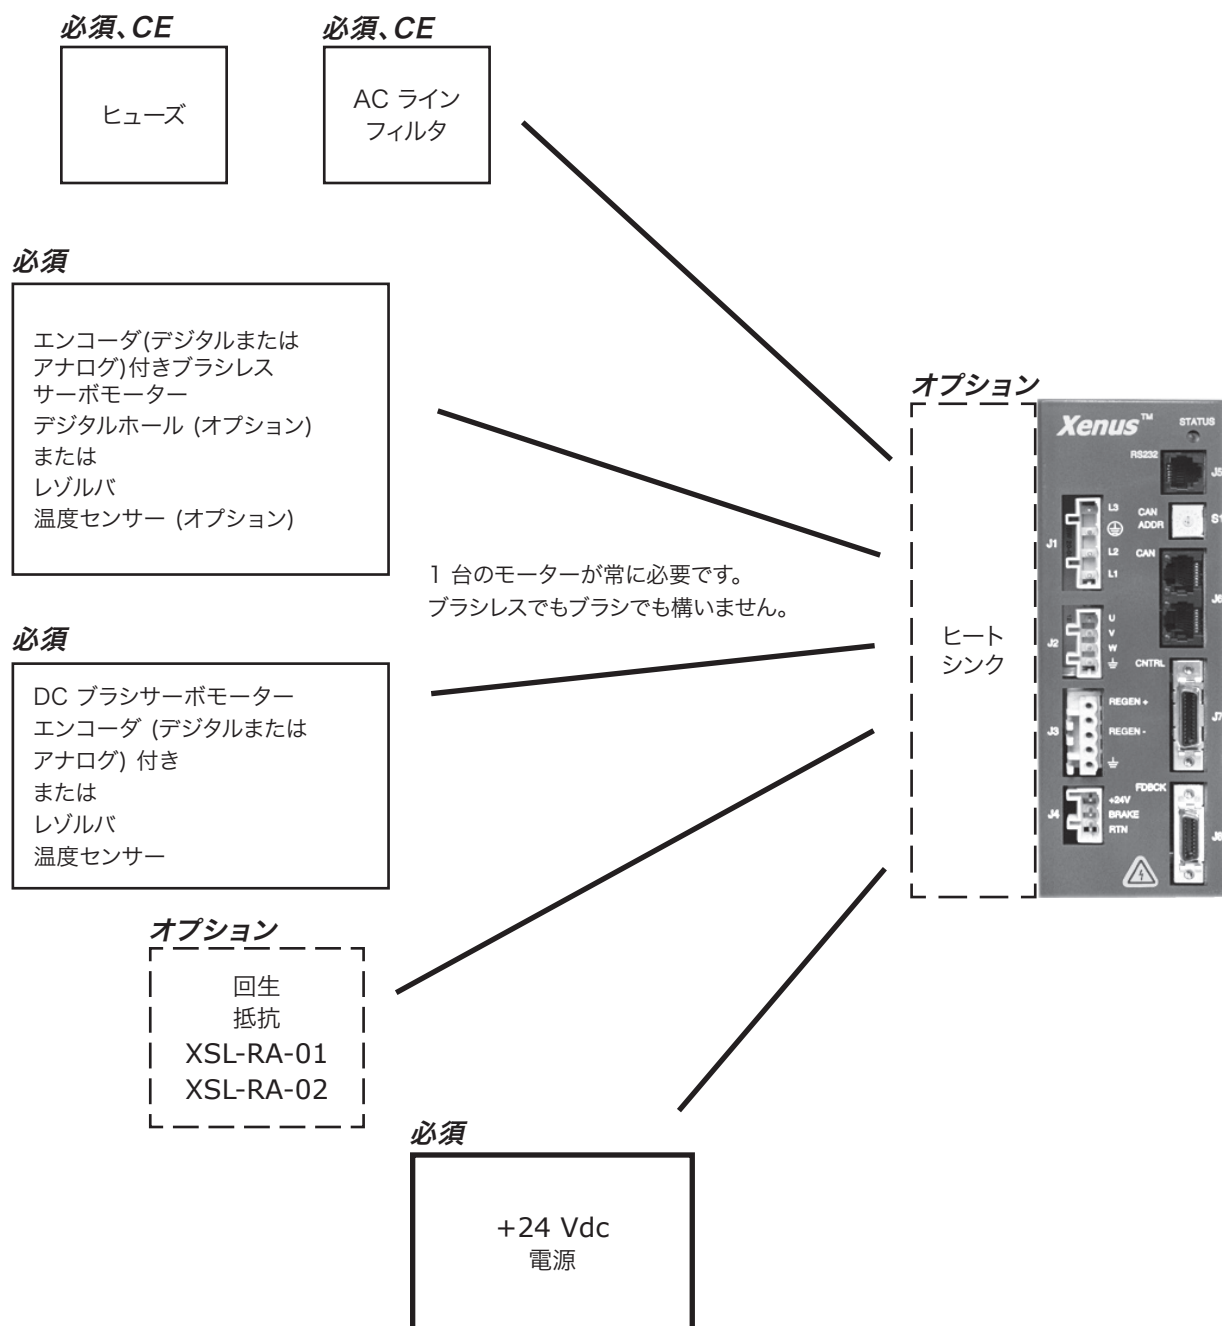 必須、CE
ヒューズ
必須、CE
AC ライン
フィルタ
必須
エンコーダ(デジタルまたは
アナログ)付きブラシレス
サーボモーター
デジタルホール (オプション)
または
レゾルバ
温度センサー (オプション)
1 台のモーターが常に必要です。
ブラシレスでもブラシでも構いません。
必須
DC ブラシサーボモーター
エンコーダ (デジタルまたは
アナログ) 付き
または
レゾルバ
温度センサー
オプション
回生
抵抗
XSL-RA-01
XSL-RA-02
必須
+24 Vdc
電源
オプション
ヒート
シンク
Xenus™
STATUS
RS232
J5
CAN
ADDR
S1
J1
L3
L2
L1
CAN
J6
J2
U
V
W
CNTRL
J7
J3
REGEN +
REGEN -
J4
+24V
BRAKE
RTN
FDBCK